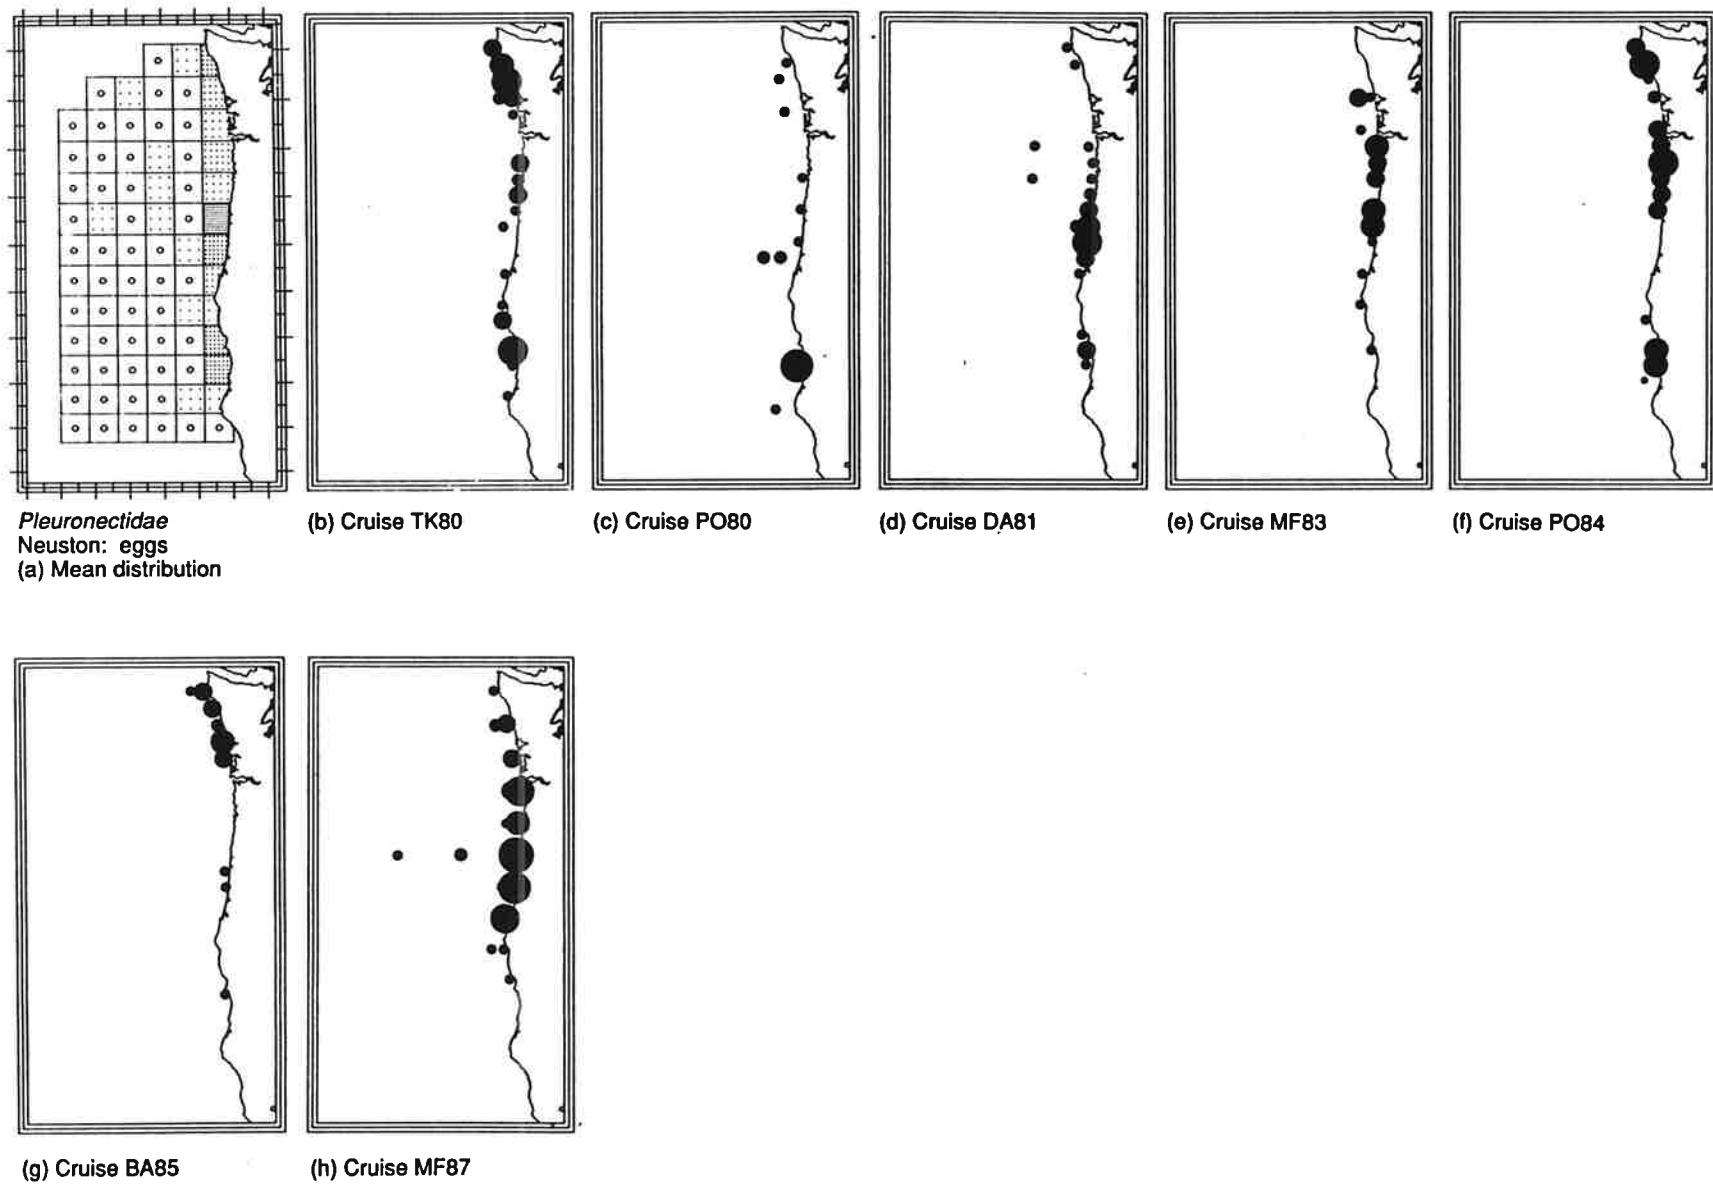 Pleuronectidae
Neuston: eggs
(a) Mean distribution
(b) Cruise TK80
(c) Cruise PO80
(d) Cruise DA81
(e) Cruise MF83
(f) Cruise PO84
(g) Cruise BA85
(h) Cruise MF87